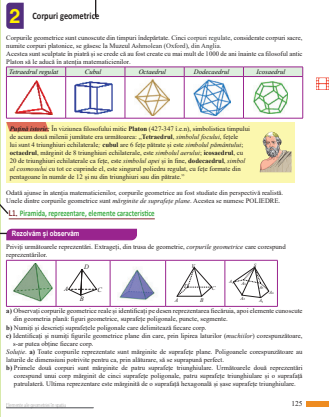 2 Corpuri geometrice
Corpurile geometrice sunt cunoscute din timpuri îndepărtate. Cinci corpuri regulate, considerate corpuri sacre,
numite corpuri platonice, se găsesc la Muzeul Ashmolean (Oxford), din Anglia.
Acestea sunt sculptate în piatră și se crede că au fost create cu mai mult de 1000 de ani înainte ca filosoful antic
Platon să le aducă în atenția matematicienilor.
Tetraedrul regulat Cubul Octaedrul Dodecaedrul Icosaedrul
Puțină istorie: În viziunea filosofului mitic Platon (427-347 î.e.n), simbolistica timpului
de acum două milenii jumătate era următoarea: „Tetraedrul, simbolul focului, fețele
lui sunt 4 triunghiuri echilaterale; cubul are 6 fețe pătrate și este simbolul pământului;
octaedrul, mărginit de 8 triunghiuri echilaterale, este simbolul aerului; icosaedrul, cu
20 de triunghiuri echilaterale ca fețe, este simbolul apei și în fine, dodecaedrul, simbol
al cosmosului cu tot ce cuprinde el, este singurul poliedru regulat, cu fețe formate din
pentagoane în număr de 12 și nu din triunghiuri sau din pătrate.”
Odată ajunse în atenția matematicienilor, corpurile geometrice au fost studiate din perspectivă realistă.
Unele dintre corpurile geometrice sunt mărginite de suprafețe plane. Acestea se numesc POLIEDRE.
L1. Piramida, reprezentare, elemente caracteristice
Rezolvăm și observăm
Priviți următoarele reprezentări. Extrageți, din trusa de geometrie, corpurile geometrice care corespund
reprezentărilor.
D
A
C
B
V
A
B
C
a) Observați corpurile geometrice reale și identificați pe desen reprezentarea fiecăruia, apoi elemente cunoscute
din geometria plană: figuri geometrice, suprafețe poligonale, puncte, segmente.
b) Numiți și descrieți suprafețele poligonale care delimitează fiecare corp.
c) Identificați și numiți figurile geometrice plane din care, prin lipirea laturilor (muchiilor) corespunzătoare,
s-ar putea obține fiecare corp.
Soluție. a) Toate corpurile reprezentate sunt mărginite de suprafețe plane. Poligoanele corespunzătoare au
laturile de dimensiuni potrivite pentru ca, prin alăturare, să se suprapună perfect.
b) Primele două corpuri sunt mărginite de patru suprafețe triunghiulare. Următoarele două reprezentări
corespund unui corp mărginit de cinci suprafețe poligonale, patru suprafețe triunghiulare și o suprafață
patrulateră. Ultima reprezentare este mărginită de o suprafață hexagonală și șase suprafețe triunghiulare.
125